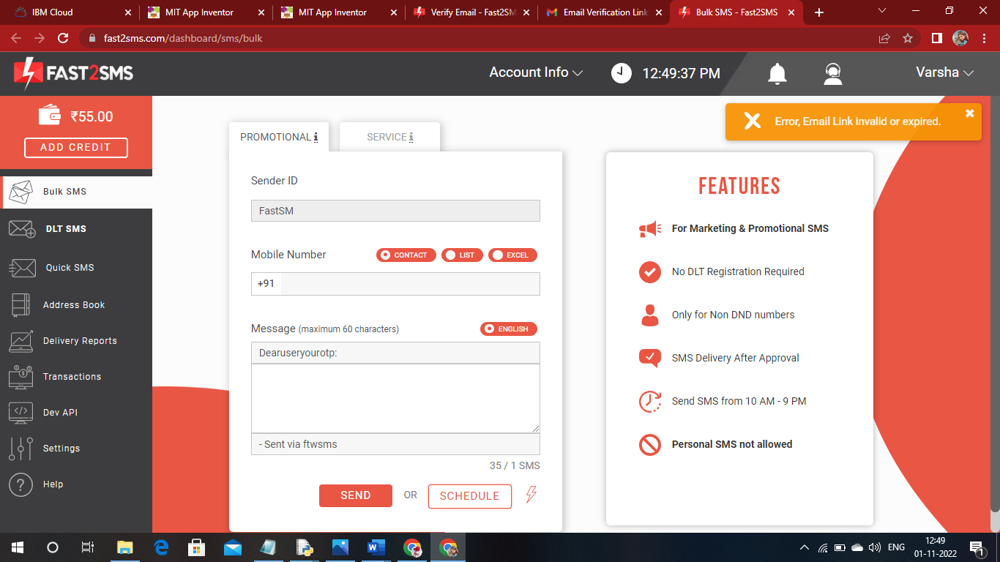 IBM Cloud
MIT App Inventor
MIT App Inventor
Verify Email - Fast2SM
Email Verification Link
Bulk SMS - Fast2SMS
fast2sms.com/dashboard/sms/bulk
FAST2SMS
Account Info
12:49:37 PM
Varsha
₹55.00
ADD CREDIT
Bulk SMS
DLT SMS
Quick SMS
Address Book
Delivery Reports
Transactions
Dev API
Settings
Help
Error, Email Link invalid or expired.
PROMOTIONAL i
SERVICE i
Sender ID
FastSM
Mobile Number
CONTACT
LIST
EXCEL
+91
Message (maximum 60 characters)
ENGLISH
Dearuseryourotp:
- Sent via ftwsms
35 / 1 SMS
SEND
OR
SCHEDULE
FEATURES
For Marketing & Promotional SMS
No DLT Registration Required
Only for Non DND numbers
SMS Delivery After Approval
Send SMS from 10 AM - 9 PM
Personal SMS not allowed
ENG
12:49
01-11-2022
1